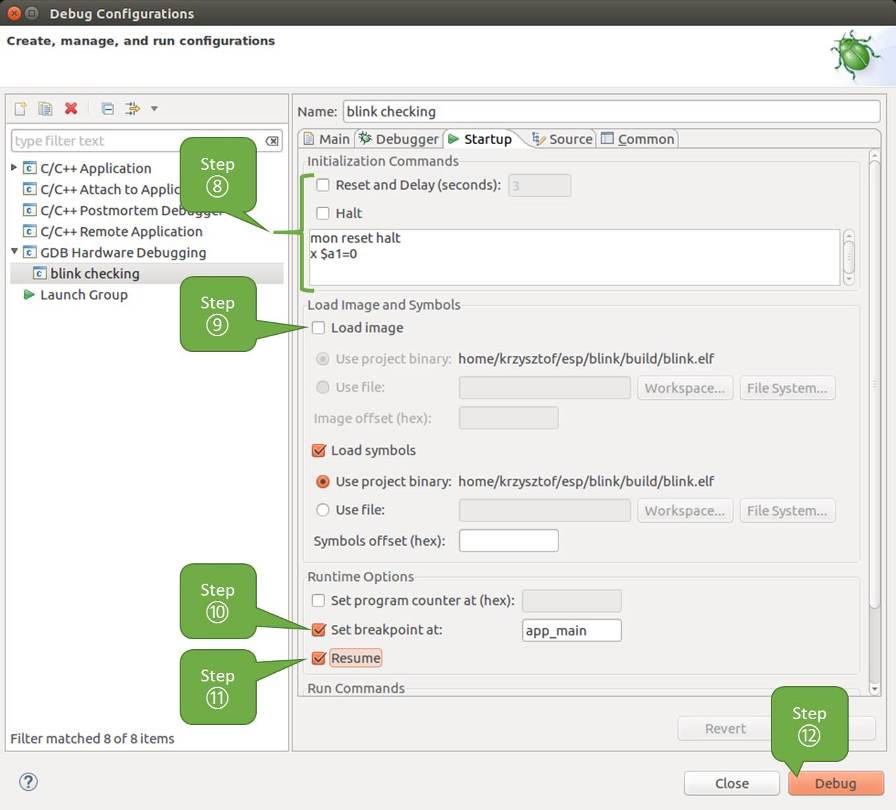 Debug Configurations
Create, manage, and run configurations
type filter text
C/C++ Application
C/C++ Attach to Applic
C/C++ Postmortem Debugger
C/C++ Remote Application
GDB Hardware Debugging
blink checking
Launch Group
Filter matched 8 of 8 items
Name: blink checking
Main Debugger Startup Source Common
Initialization Commands
Step
⑧
Reset and Delay (seconds): 3
Halt
mon reset halt
x $a1=0
Load Image and Symbols
Step
⑨
Load image
Use project binary: home/krzysztof/esp/blink/build/blink.elf
Use file: Workspace... File System...
Image offset (hex):
Load symbols
Use project binary: home/krzysztof/esp/blink/build/blink.elf
Use file: Workspace... File System...
Symbols offset (hex):
Runtime Options
Step
⑩
Set program counter at (hex):
Set breakpoint at: app_main
Step
⑪
Resume
Run Commands
Revert
Step
⑫
Close Debug